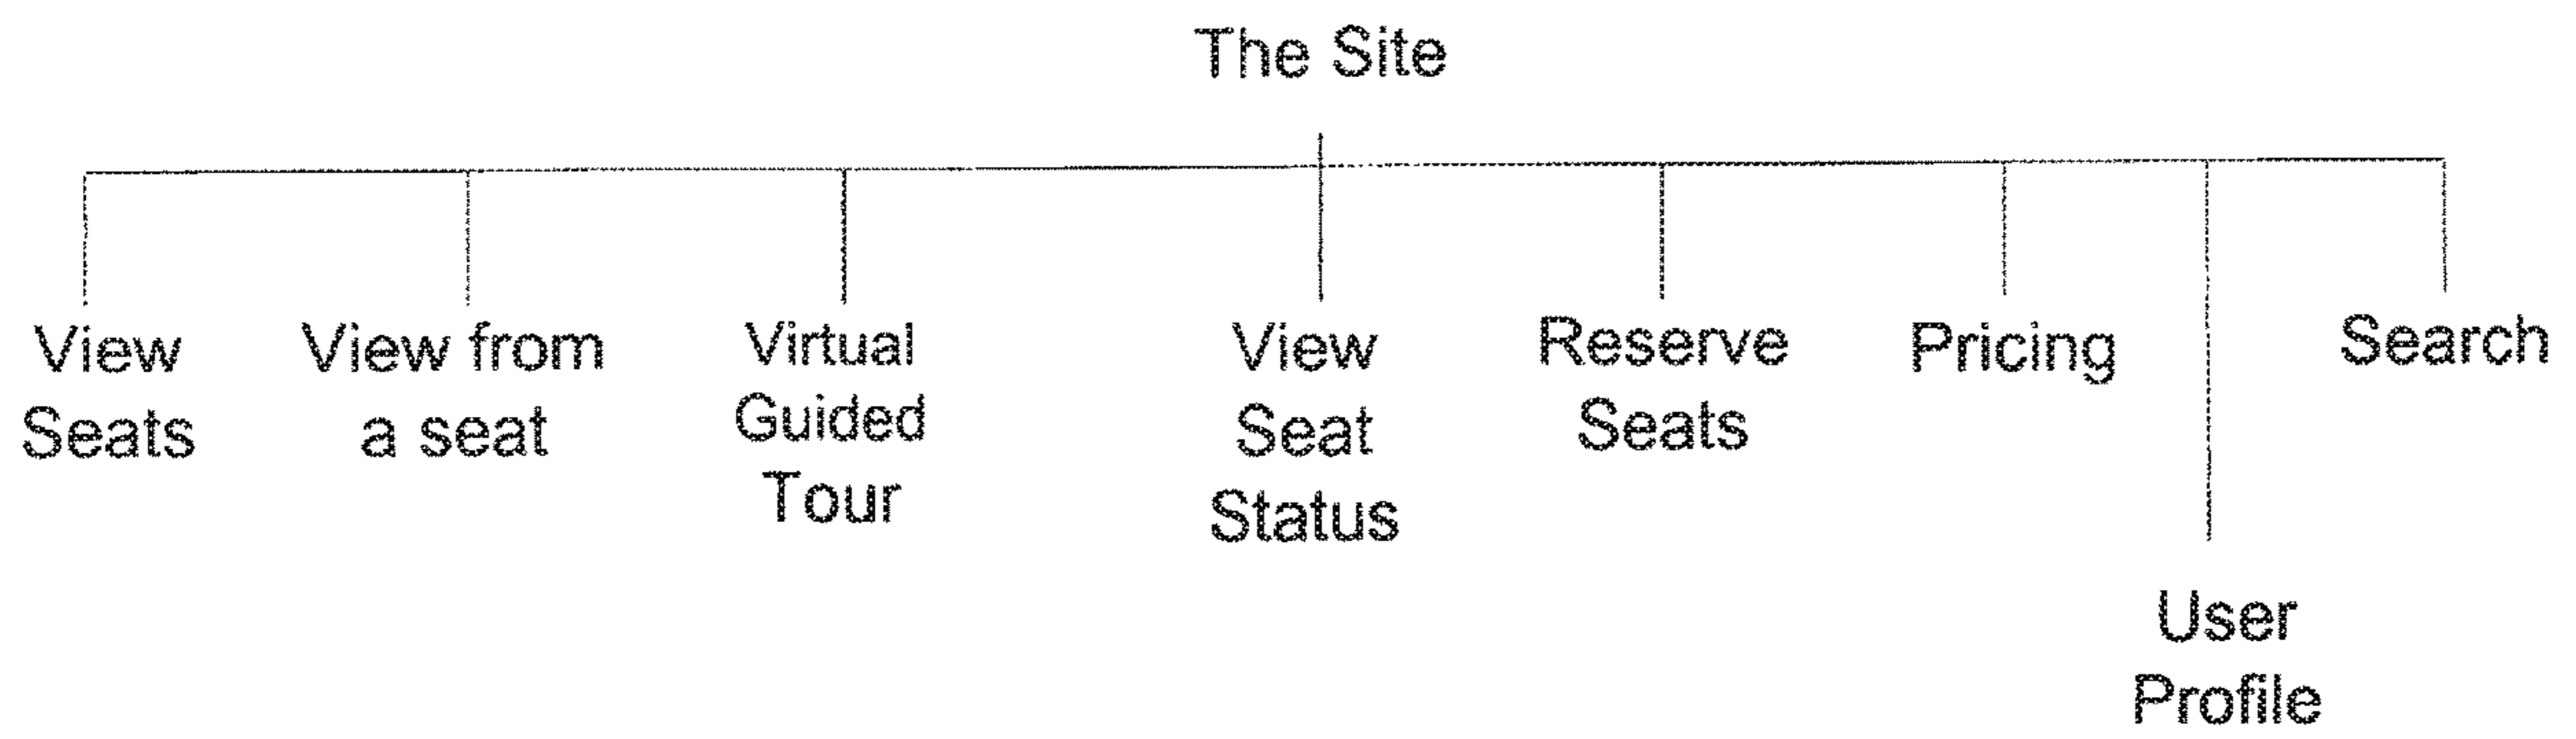 The Site
View
Seats
View from
a seat
Virtual
Guided
Tour
View
Seat
Status
Reserve
Seats
Pricing
User
Profile
Search